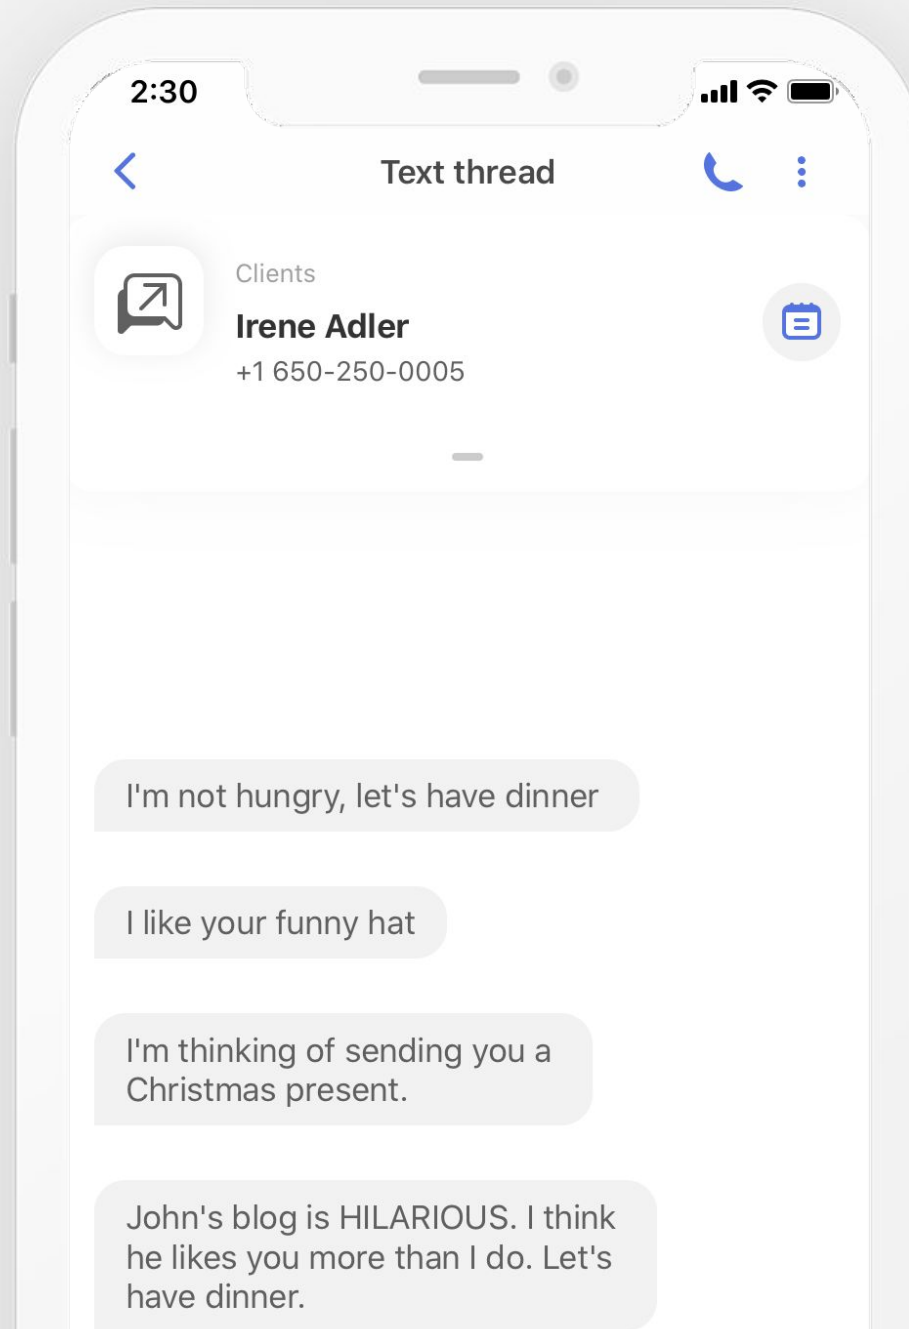 2:30
Text thread
Clients
Irene Adler
+1 650-250-0005
I'm not hungry, let's have dinner
I like your funny hat
I'm thinking of sending you a
Christmas present.
John's blog is HILARIOUS. I think
he likes you more than I do. Let's
have dinner.